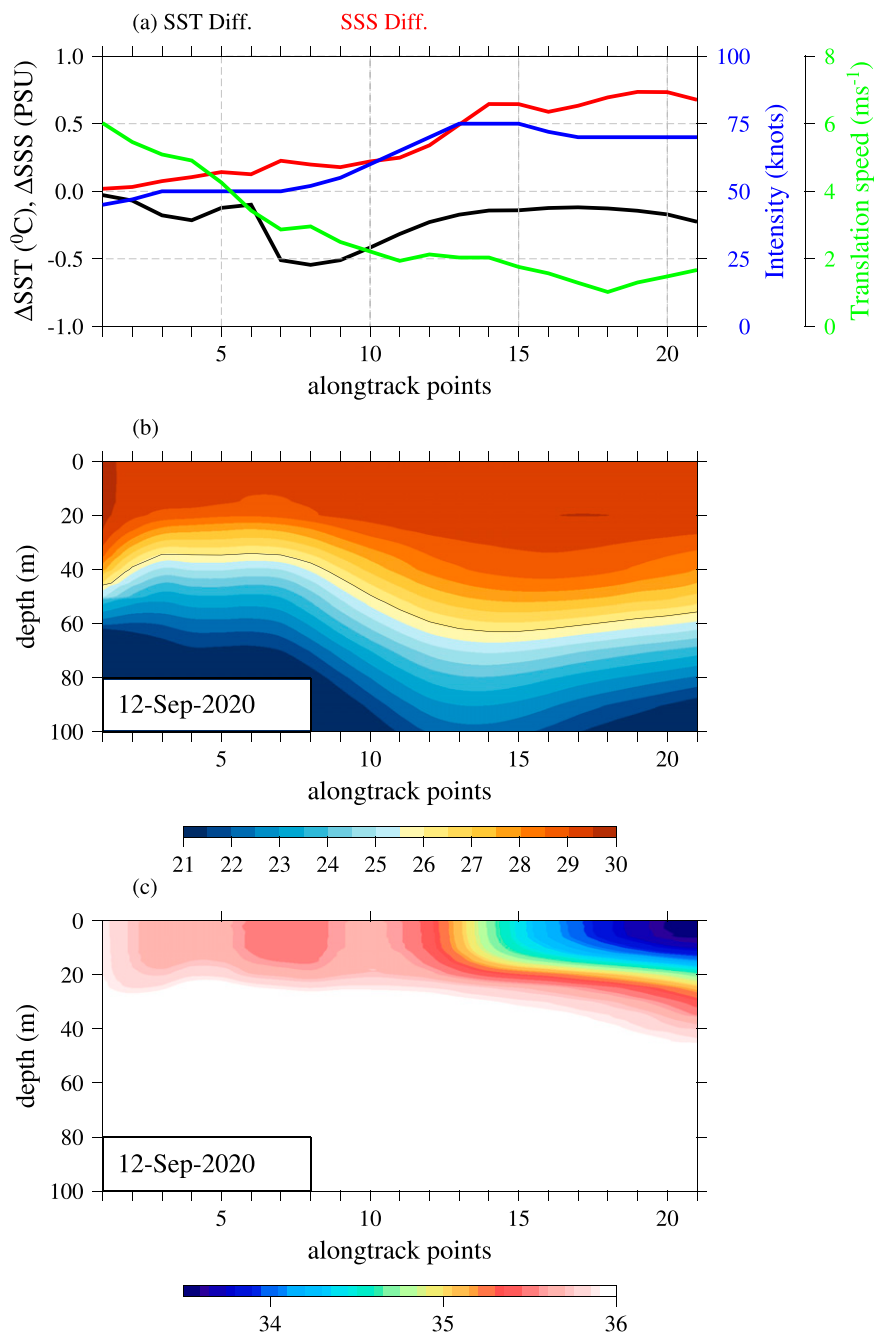 (a) SST Diff. SSS Diff.
1.0 100 8
0.5 75 6
0.0 50 4
-0.5 25 2
-1.0 0 0
ΔSST (⁰C), ΔSSS (PSU)
Intensity (knots)
Translation speed (ms⁻¹)
5 10 15 20
alongtrack points
(b)
0
20
40
60
80
100
depth (m)
12-Sep-2020
5 10 15 20
alongtrack points
21 22 23 24 25 26 27 28 29 30
(c)
0
20
40
60
80
100
depth (m)
12-Sep-2020
5 10 15 20
alongtrack points
34 35 36